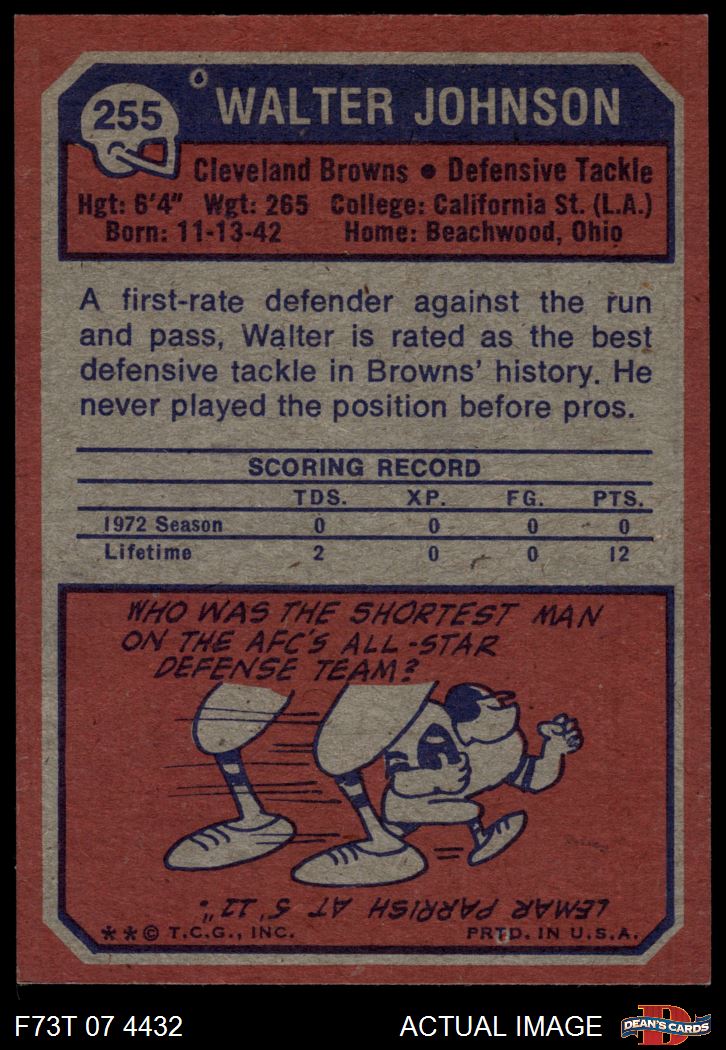 255
WALTER JOHNSON
Cleveland Browns • Defensive Tackle
Hgt: 6'4" Wgt: 265 College: California St. (L.A.)
Born: 11-13-42 Home: Beachwood, Ohio
A first-rate defender against the run
and pass, Walter is rated as the best
defensive tackle in Browns' history. He
never played the position before pros.
SCORING RECORD
TDS. XP. FG. PTS.
1972 Season 0 0 0 0
Lifetime 2 0 0 12
WHO WAS THE SHORTEST MAN
ON THE AFC'S ALL-STAR
DEFENSE TEAM?
LEMAR PARRISH AT 5' 11".
**© T.C.G., INC. PRTD. IN U.S.A.
F73T 07 4432 ACTUAL IMAGE
D
DEAN'S CARDS